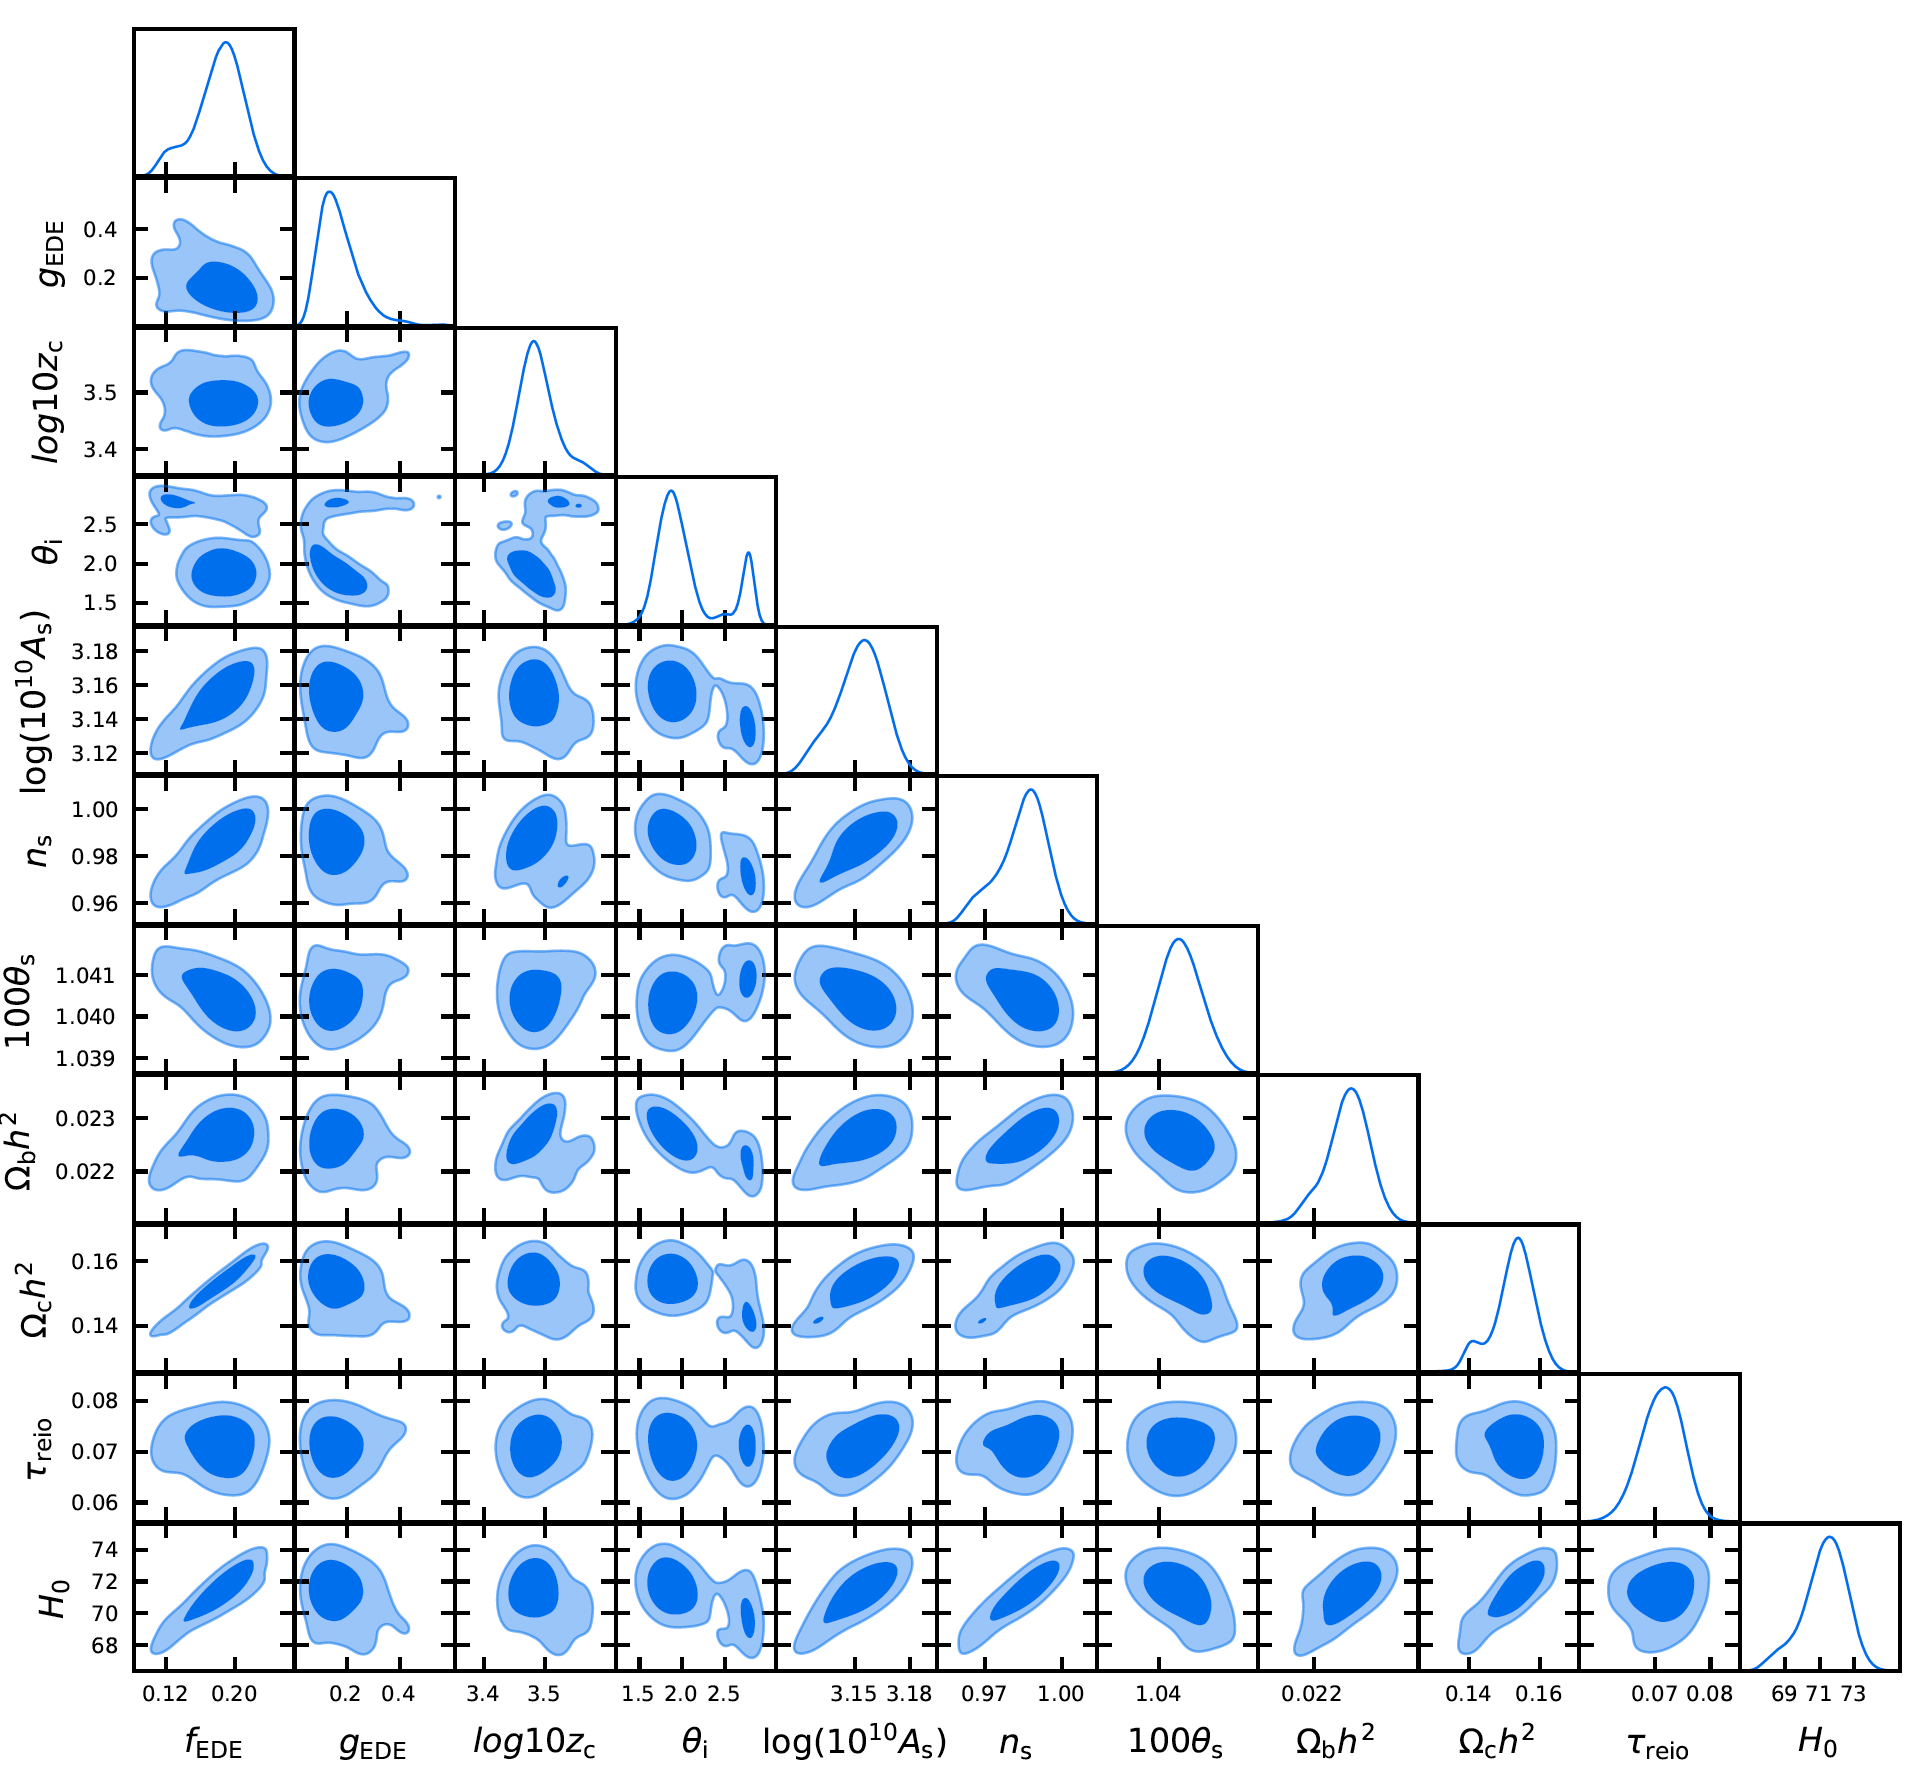 g_EDE 0.4
0.2
log10z_c 3.5
3.4
θ_i 2.5
2.0
1.5
log(10^10 A_s) 3.18
3.16
3.14
3.12
n_s 1.00
0.98
0.96
100θ_s 1.041
1.040
1.039
Ω_b h^2 0.023
0.022
Ω_c h^2 0.16
0.14
τ_reio 0.08
0.07
0.06
H_0 74
72
70
68
0.12 0.20 0.2 0.4 3.4 3.5 1.5 2.0 2.5 3.15 3.18 0.97 1.00 1.04 0.022 0.14 0.16 0.07 0.08 69 71 73
f_EDE g_EDE log10z_c θ_i log(10^10 A_s) n_s 100θ_s Ω_b h^2 Ω_c h^2 τ_reio H_0